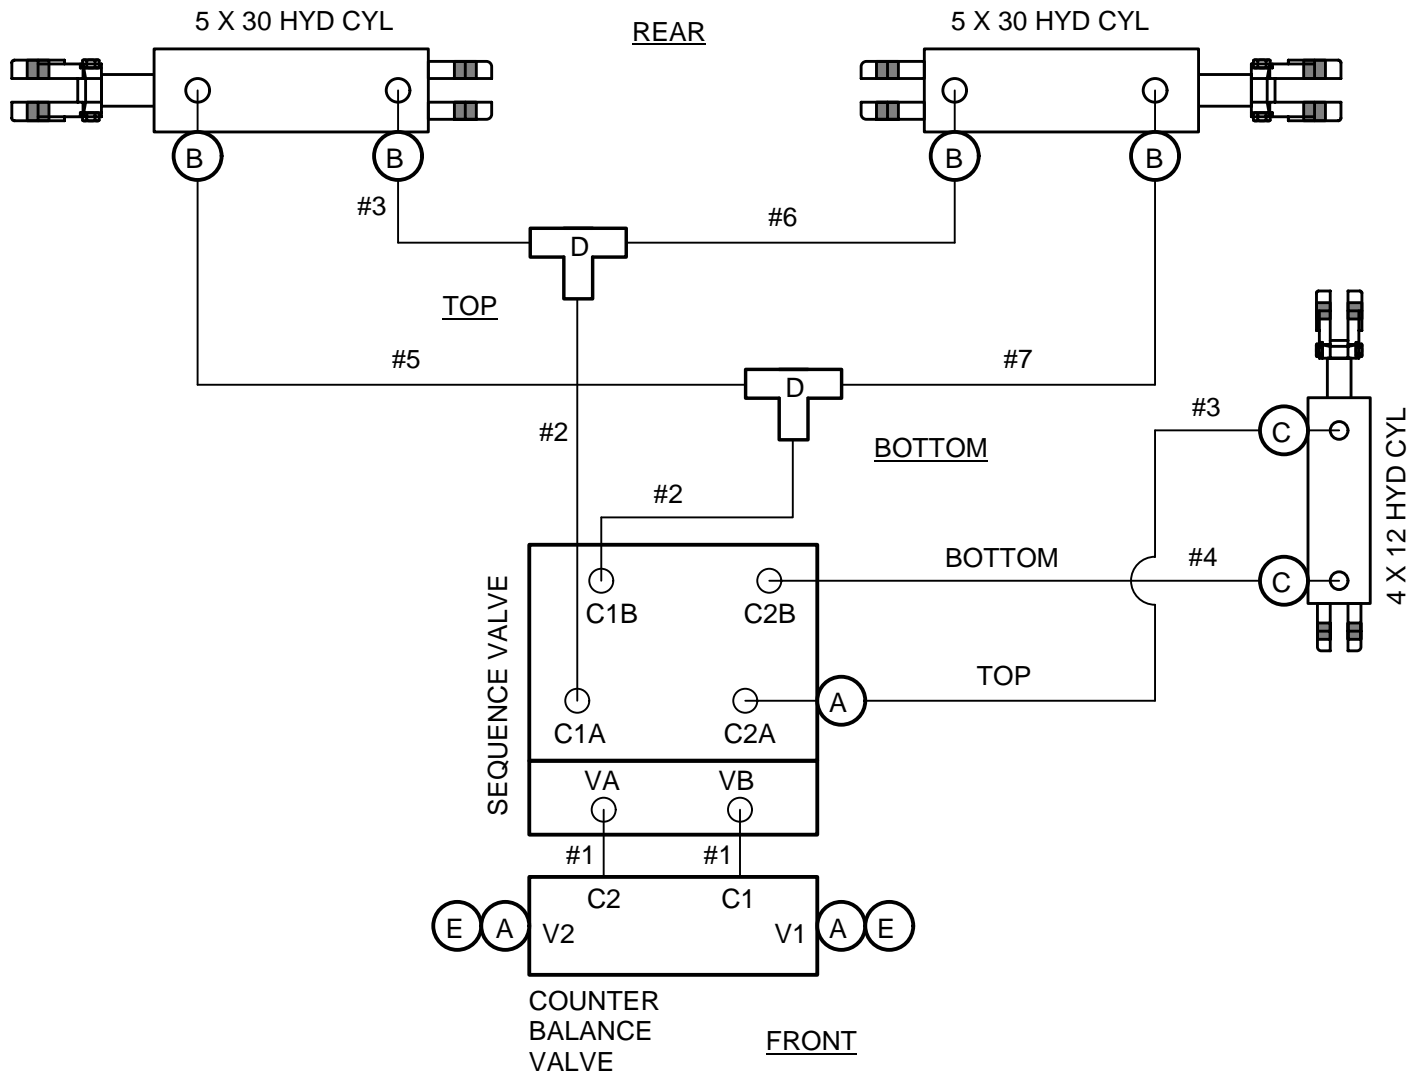 5 X 30 HYD CYL
REAR
5 X 30 HYD CYL
B
B
B
B
#3
#6
D
TOP
#5
#7
D
#2
#3
C
BOTTOM
4 X 12 HYD CYL
#2
BOTTOM
#4
C
C1B
C2B
SEQUENCE VALVE
TOP
A
C1A
C2A
VA
VB
#1
#1
C2
C1
E
A
V2
V1
A
E
COUNTER
BALANCE
VALVE
FRONT